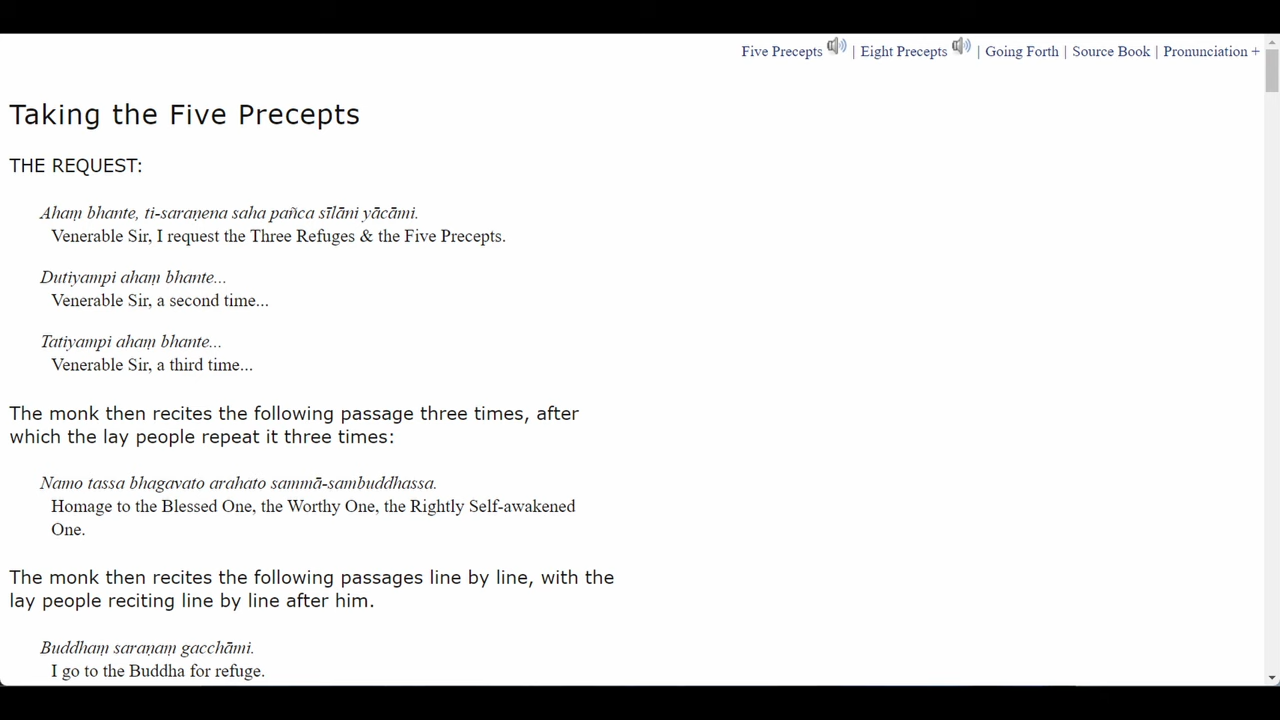 Five Precepts | Eight Precepts | Going Forth | Source Book | Pronunciation +
Taking the Five Precepts
THE REQUEST:
Ahaṃ bhante, ti-saraṇena saha pañca sīlāni yācāmi.
Venerable Sir, I request the Three Refuges & the Five Precepts.
Dutiyampi ahaṃ bhante...
Venerable Sir, a second time...
Tatiyampi ahaṃ bhante...
Venerable Sir, a third time...
The monk then recites the following passage three times, after
which the lay people repeat it three times:
Namo tassa bhagavato arahato sammā-sambuddhassa.
Homage to the Blessed One, the Worthy One, the Rightly Self-awakened
One.
The monk then recites the following passages line by line, with the
lay people reciting line by line after him.
Buddhaṃ saraṇaṃ gacchāmi.
I go to the Buddha for refuge.